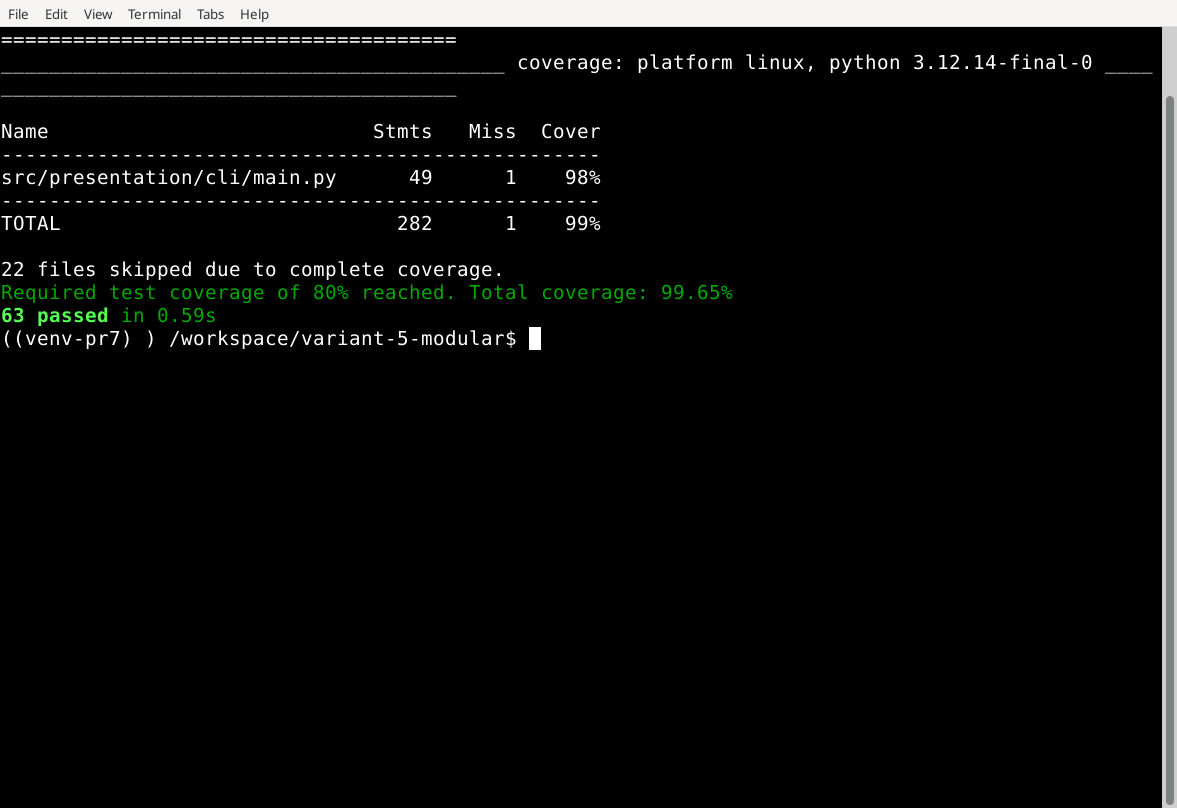 File Edit View Terminal Tabs Help
======================================
__________________________________________ coverage: platform linux, python 3.12.14-final-0 ____
______________________________________
Name                           Stmts   Miss  Cover
--------------------------------------------------
src/presentation/cli/main.py      49      1    98%
--------------------------------------------------
TOTAL                            282      1    99%
22 files skipped due to complete coverage.
Required test coverage of 80% reached. Total coverage: 99.65%
63 passed in 0.59s
((venv-pr7) ) /workspace/variant-5-modular$